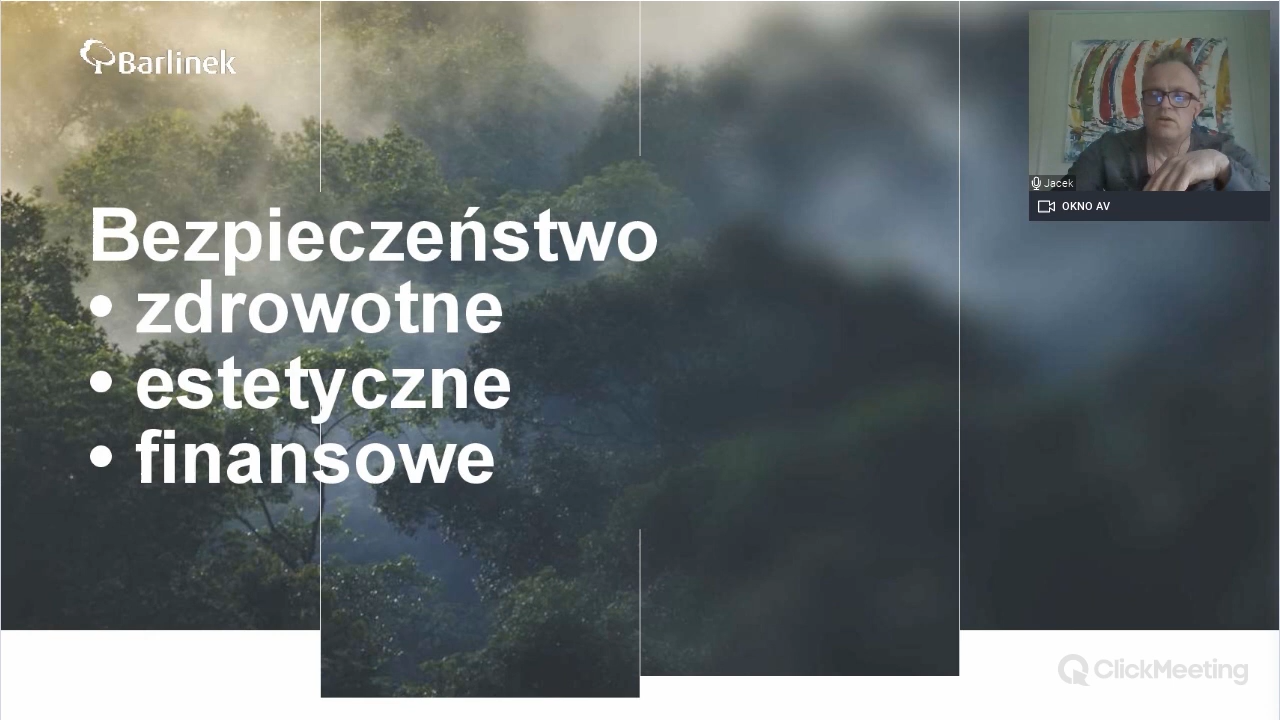 Barlinek
Jacek
OKNO AV
Bezpieczeństwo
• zdrowotne
• estetyczne
• finansowe
ClickMeeting